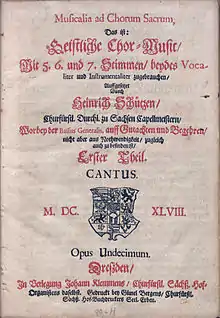 Musicalia ad Chorum Sacrum,
Das ist:
Geistliche Chor-Music/
Mit 5. 6. und 7. Stimmen/ beydes Voca-
liter und Instrumentaliter zugebrauchen/
Auffgesetzt
Durch
Heinrich Schützen/
Churfürstl. Durchl. zu Sachsen Capellmeistern/
Worbey der Bassus Generalis, auff Gutachten und Begehren/
nicht aber aus Nothwendigkeit/ zugleich
auch zu befinden ist/
Erster Theil.
CANTUS.
M. DC. XLVIII.
Opus Undecimum.
Dreßden/
In Verlegung Johann Klemmens/ Churfürstl. Sächß. Hof-
Organistens daselbst. Gedruckt bey Gimel Bergens/ Churfürstl.
Sächß. Hof-Buchdruckers Seel. Erben.